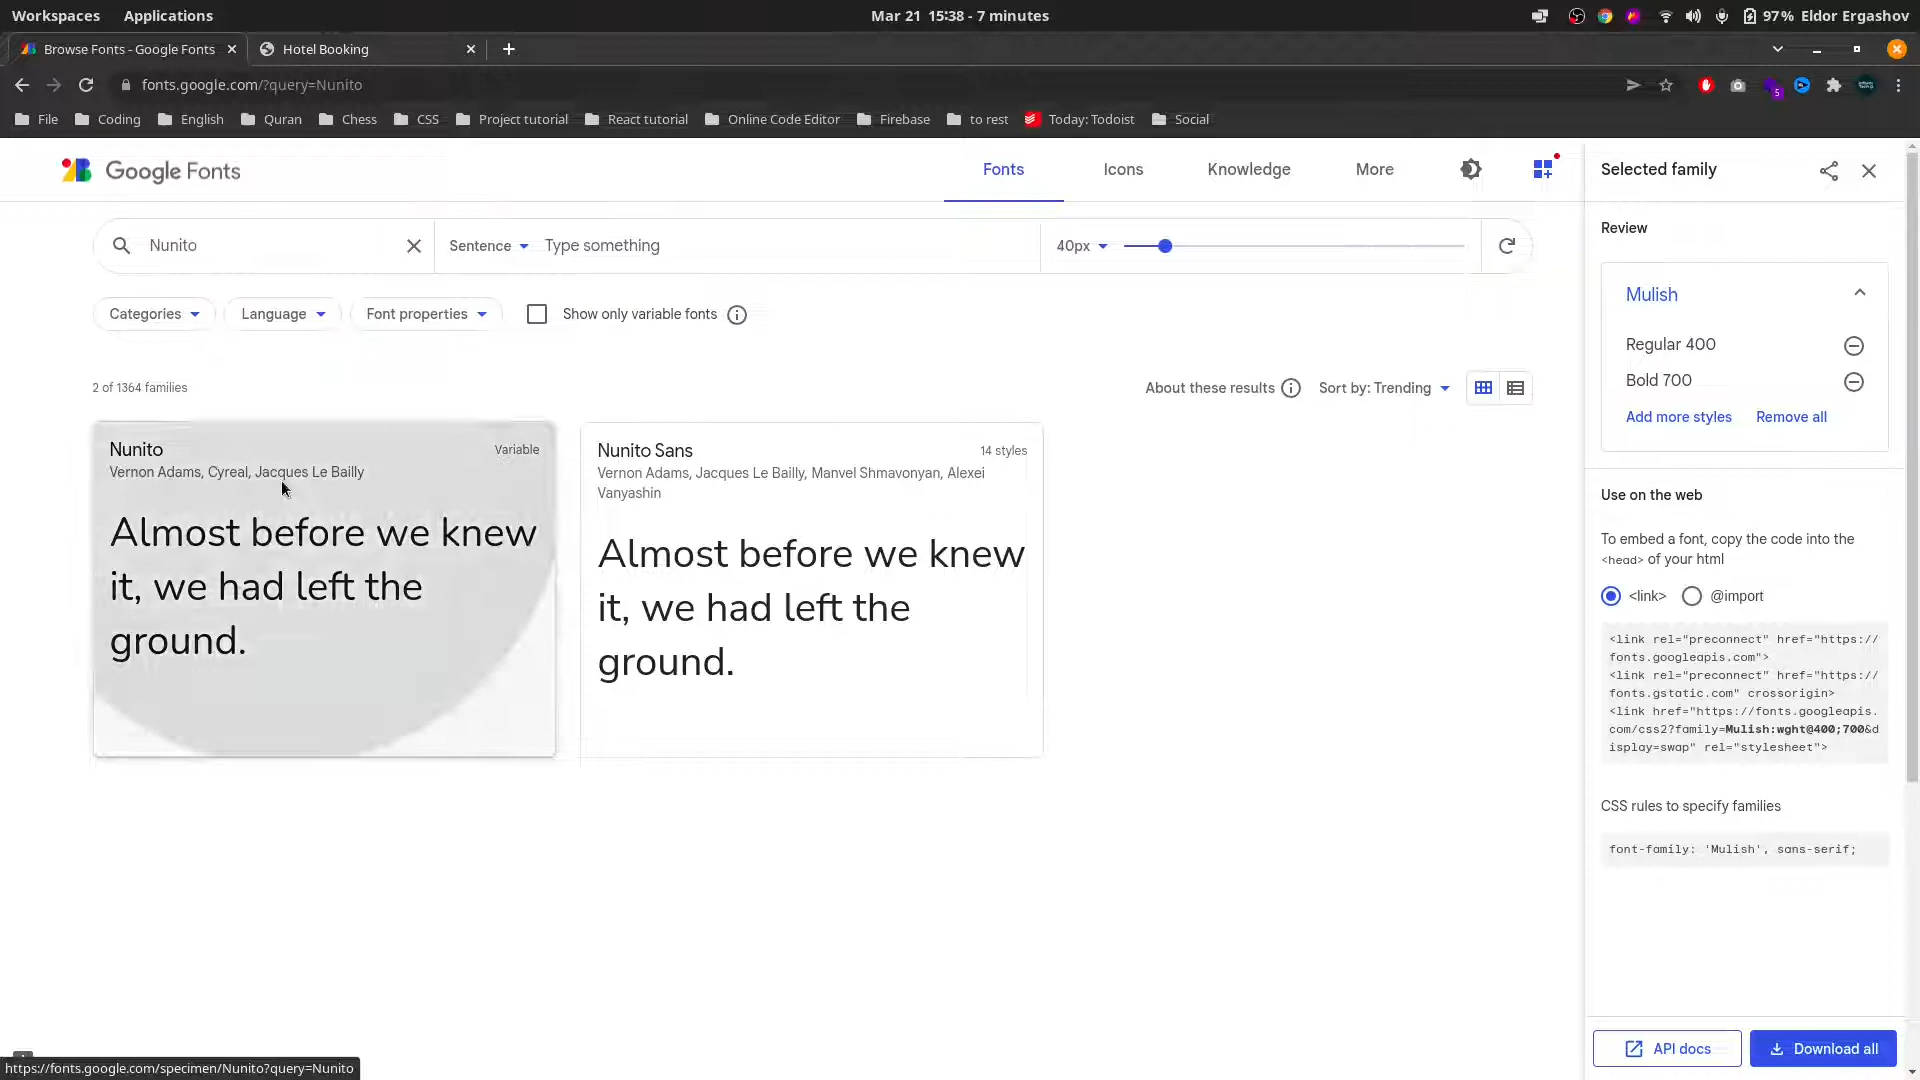 Workspaces Applications Mar 21 15:38 - 7 minutes 97% Eldor Ergashov
Browse Fonts - Google Fonts Hotel Booking
fonts.google.com/?query=Nunito 5
File Coding English Quran Chess CSS Project tutorial React tutorial Online Code Editor Firebase to rest Today: Todoist Social
Google Fonts Fonts Icons Knowledge More
Nunito Sentence Type something 40px
Categories Language Font properties Show only variable fonts
2 of 1364 families About these results Sort by: Trending
Nunito Variable
Vernon Adams, Cyreal, Jacques Le Bailly
Almost before we knew
it, we had left the
ground.
Nunito Sans 14 styles
Vernon Adams, Jacques Le Bailly, Manvel Shmavonyan, Alexei
Vanyashin
Almost before we knew
it, we had left the
ground.
Selected family
Review
Mulish
Regular 400
Bold 700
Add more styles Remove all
Use on the web
To embed a font, copy the code into the
<head> of your html
<link> @import
<link rel="preconnect" href="https://
fonts.googleapis.com">
<link rel="preconnect" href="https://
fonts.gstatic.com" crossorigin>
<link href="https://fonts.googleapis.
com/css2?family=Mulish:wght@400;700&d
isplay=swap" rel="stylesheet">
CSS rules to specify families
font-family: 'Mulish', sans-serif;
API docs Download all
https://fonts.google.com/specimen/Nunito?query=Nunito